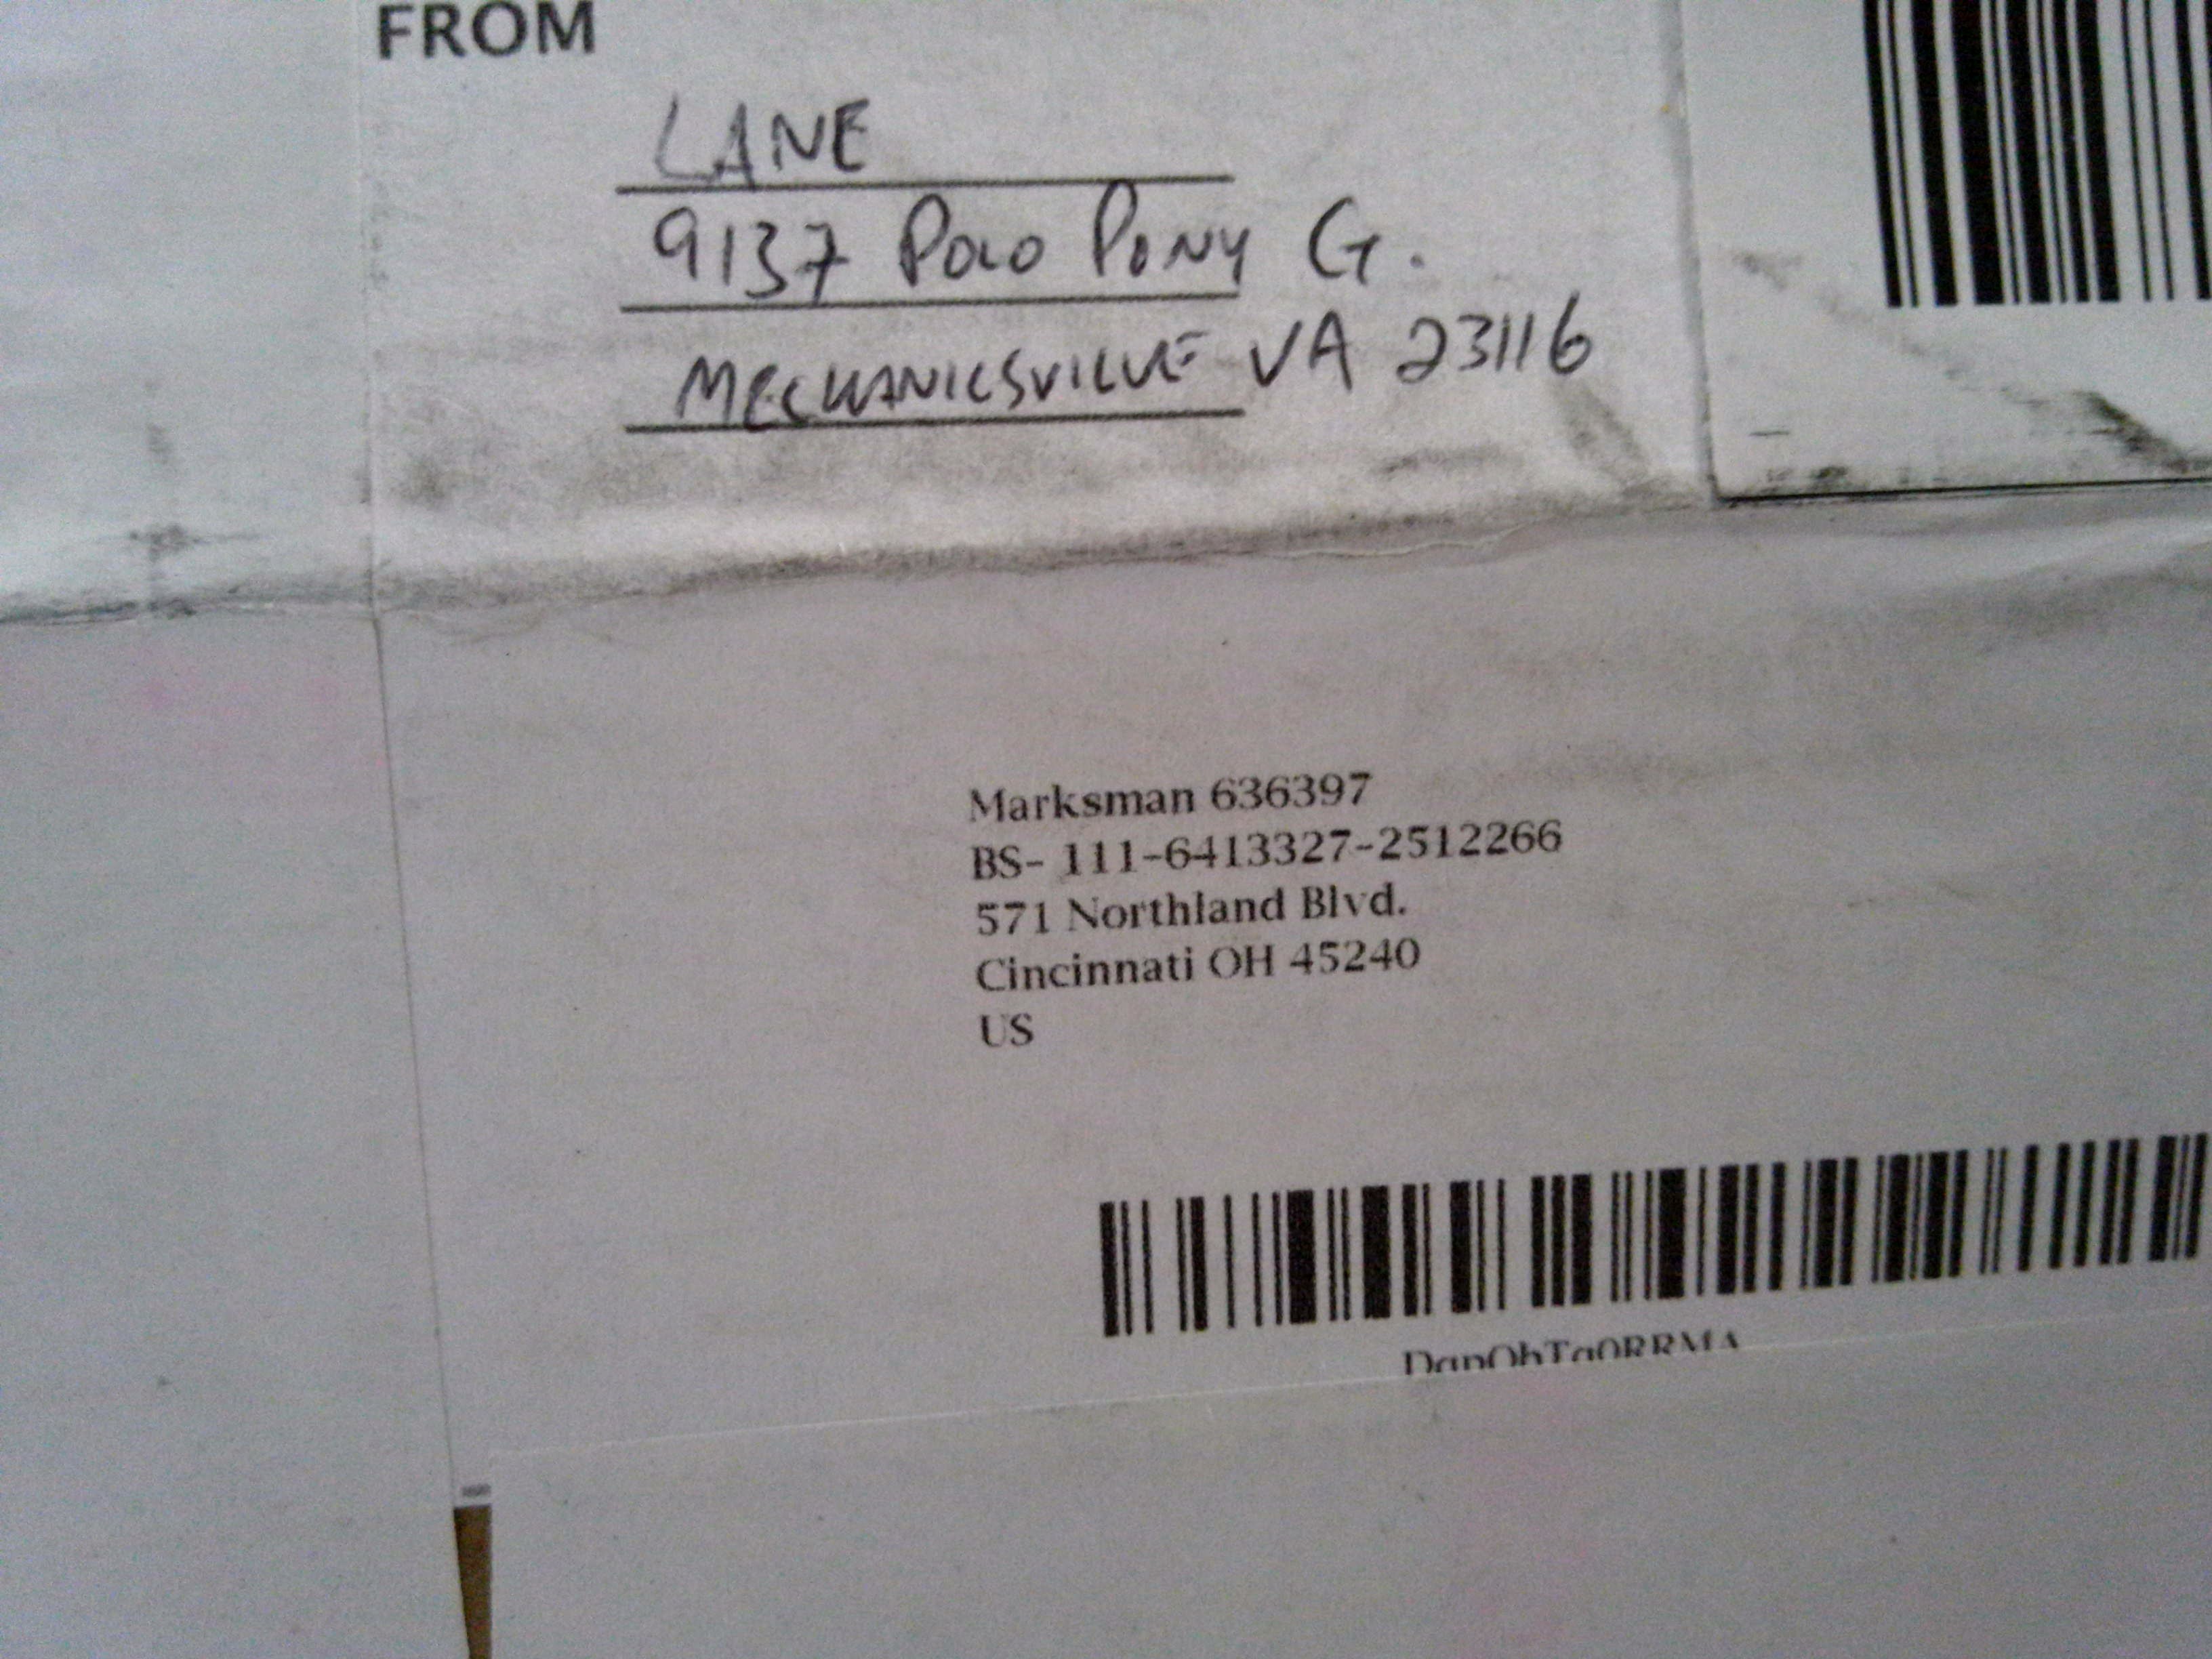 FROM
LANE
9137 Polo Pony Ct.
MECHANICSVILLE VA 23116
Marksman 636397
BS- 111-6413327-2512266
571 Northland Blvd.
Cincinnati OH 45240
US